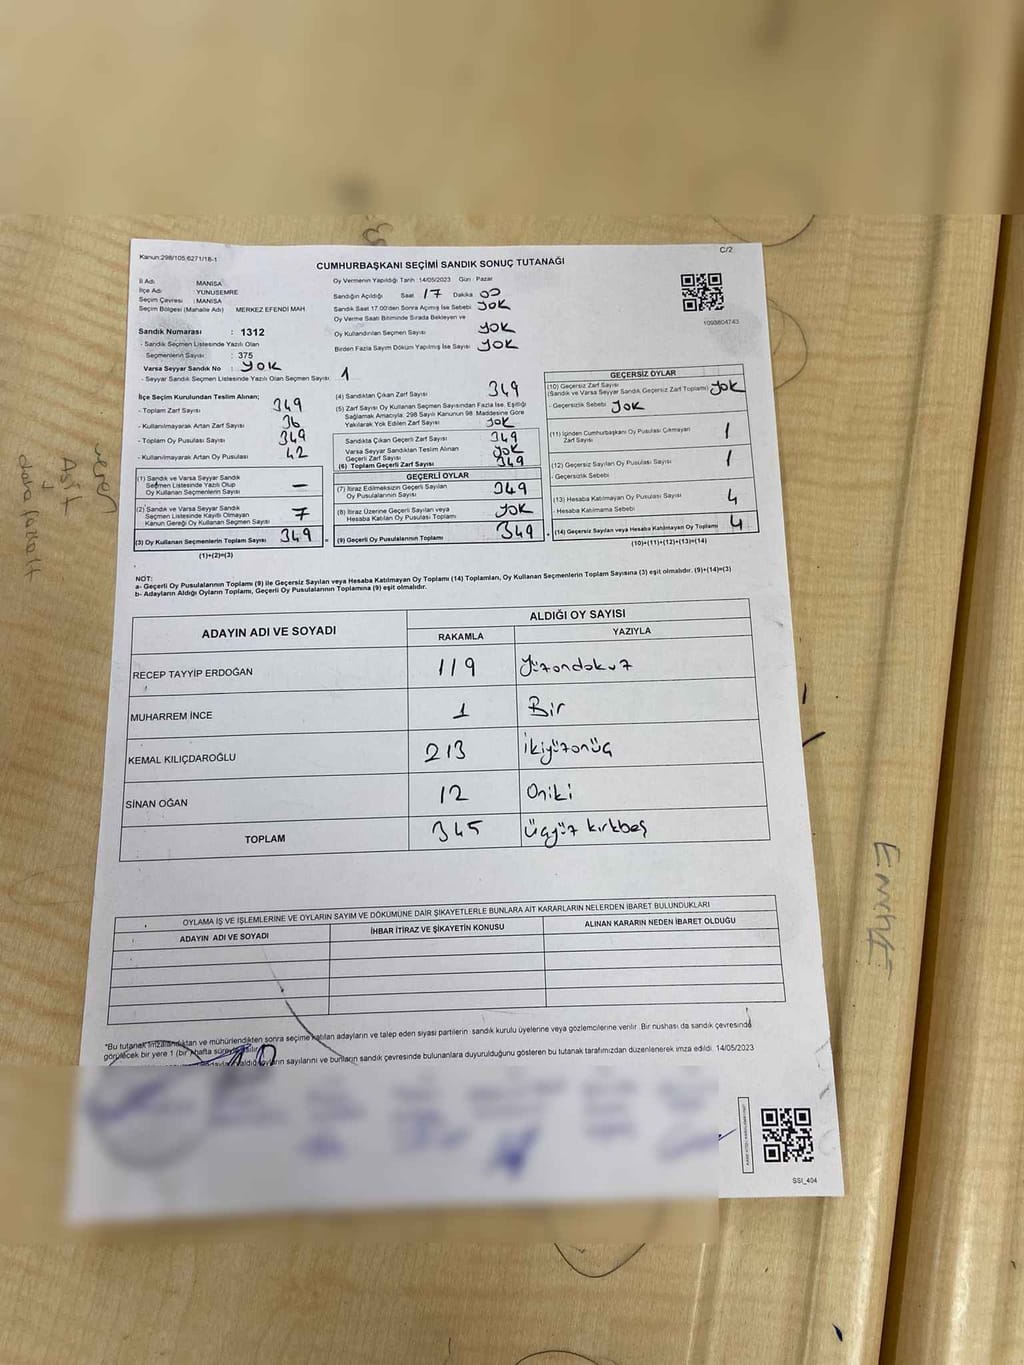 Kanun:298/105,6271/18-1
C/2
CUMHURBAŞKANI SEÇİMİ SANDIK SONUÇ TUTANAĞI
İl Adı : MANİSA
İlçe Adı : YUNUSEMRE
Seçim Çevresi : MANİSA
Seçim Bölgesi (Mahalle Adı) : MERKEZ EFENDİ MAH.
Sandık Numarası : 1312
- Sandık Seçmen Listesinde Yazılı Olan
Seçmenlerin Sayısı : 375
Varsa Seyyar Sandık No : YOK
- Seyyar Sandık Seçmen Listesinde Yazılı Olan Seçmen Sayısı: 1
Oy Vermenin Yapıldığı Tarih : 14/05/2023 Gün : Pazar
Sandığın Açıldığı Saat 17 Dakika 00
Sandık Saat 17.00'den Sonra Açılmış İse Sebebi YOK
Oy Verme Saati Bitiminde Sırada Bekleyen ve
Oy Kullandırılan Seçmen Sayısı YOK
Birden Fazla Sayım Döküm Yapılmış İse Sayısı YOK
1093804743
İlçe Seçim Kurulundan Teslim Alınan;
- Toplam Zarf Sayısı 349
- Kullanılmayarak Artan Zarf Sayısı 36
- Toplam Oy Pusulası Sayısı 349
- Kullanılmayarak Artan Oy Pusulası 42
(1) Sandık ve Varsa Seyyar Sandık
Seçmen Listesinde Yazılı Olup
Oy Kullanan Seçmenlerin Sayısı —
(2) Sandık ve Varsa Seyyar Sandık
Seçmen Listesinde Kayıtlı Olmayan
Kanun Gereği Oy Kullanan Seçmen Sayısı 7
(3) Oy Kullanan Seçmenlerin Toplam Sayısı 349
(1)+(2)=(3)
(4) Sandıktan Çıkan Zarf Sayısı 349
(5) Zarf Sayısı Oy Kullanan Seçmen Sayısından Fazla İse, Eşitliği
Sağlamak Amacıyla; 298 Sayılı Kanunun 98. Maddesine Göre
Yakılarak Yok Edilen Zarf Sayısı YOK
Sandıkta Çıkan Geçerli Zarf Sayısı 349
Varsa Seyyar Sandıktan Teslim Alınan
Geçerli Zarf Sayısı YOK
(6) Toplam Geçerli Zarf Sayısı 349
GEÇERLİ OYLAR
(7) İtiraz Edilmeksizin Geçerli Sayılan
Oy Pusulalarının Sayısı 349
(8) İtiraz Üzerine Geçerli Sayılan veya
Hesaba Katılan Oy Pusulası Toplamı YOK
(9) Geçerli Oy Pusulalarının Toplamı 349
GEÇERSİZ OYLAR
(10) Geçersiz Zarf Sayısı
(Sandık ve Varsa Seyyar Sandık Geçersiz Zarf Toplamı) YOK
- Geçersizlik Sebebi YOK
(11) İçinden Cumhurbaşkanı Oy Pusulası Çıkmayan
Zarf Sayısı 1
(12) Geçersiz Sayılan Oy Pusulası Sayısı 1
- Geçersizlik Sebebi
(13) Hesaba Katılmayan Oy Pusulası Sayısı 4
- Hesaba Katılmama Sebebi
(14) Geçersiz Sayılan veya Hesaba Katılmayan Oy Toplamı 4
(10)+(11)+(12)+(13)=(14)
NOT:
a- Geçerli Oy Pusulalarının Toplamı (9) ile Geçersiz Sayılan veya Hesaba Katılmayan Oy Toplamı (14) Toplamları, Oy Kullanan Seçmenlerin Toplam Sayısına (3) eşit olmalıdır. (9)+(14)=(3)
b- Adayların Aldığı Oyların Toplamı, Geçerli Oy Pusulalarının Toplamına (9) eşit olmalıdır.
ADAYIN ADI VE SOYADI
ALDIĞI OY SAYISI
RAKAMLA YAZIYLA
RECEP TAYYİP ERDOĞAN 119 Yüzondokuz
MUHARREM İNCE 1 Bir
KEMAL KILIÇDAROĞLU 213 İkiyüzonüç
SİNAN OĞAN 12 Oniki
TOPLAM 345 Üçyüz kırkbeş
OYLAMA İŞ VE İŞLEMLERİNE VE OYLARIN SAYIM VE DÖKÜMÜNE DAİR ŞİKAYETLERLE BUNLARA AİT KARARLARIN NELERDEN İBARET BULUNDUKLARI
ADAYIN ADI VE SOYADI İHBAR İTİRAZ VE ŞİKAYETİN KONUSU ALINAN KARARIN NEDEN İBARET OLDUĞU
*Bu tutanak imzalandıktan ve mühürlendikten sonra seçime katılan adayların ve talep eden siyasi partilerin sandık kurulu üyelerine veya gözlemcilerine verilir. Bir nushası da sandık çevresinde
görülecek bir yere 1 (bir) hafta süreyle asılır.
aldığı oyların sayılarını ve bunların sandık çevresinde bulunanlara duyurulduğunu gösteren bu tutanak tarafımızdan düzenlenerek imza edildi. 14/05/2023
SSI_404